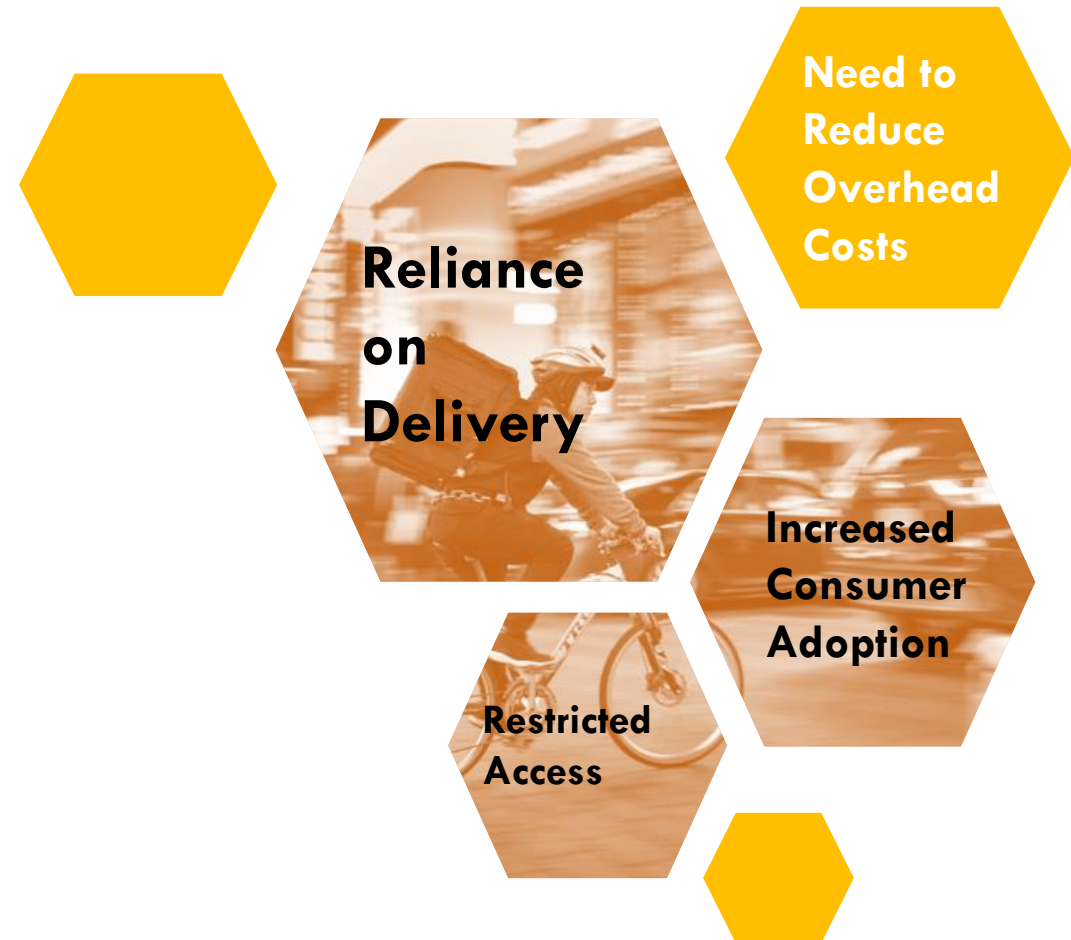 Need to
Reduce
Overhead
Costs
Reliance
on
Delivery
Increased
Consumer
Adoption
Restricted
Access